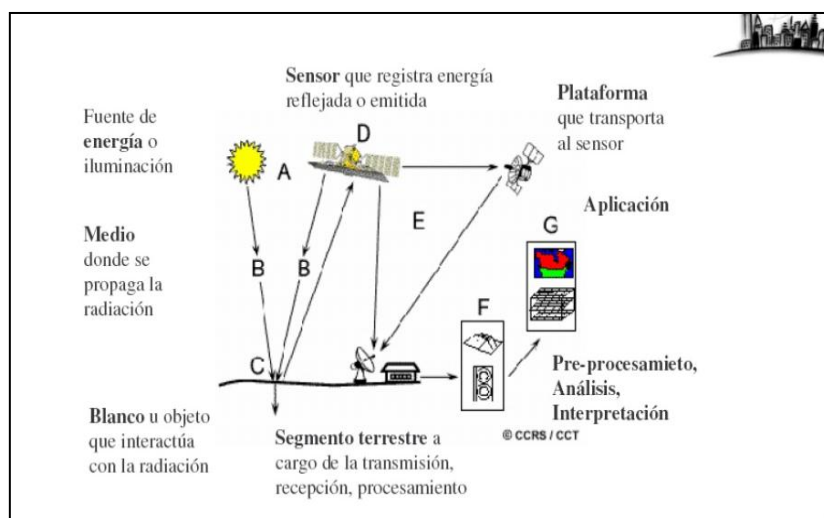 Sensor que registra energía
reflejada o emitida
Plataforma
que transporta
al sensor
Fuente de
energía o
iluminación
D
A
Aplicación
E
G
Medio
donde se
propaga la
radiación
B
B
F
C
Pre-procesamieto,
Análisis,
Interpretación
Blanco u objeto
que interactúa
con la radiación
Segmento terrestre a
cargo de la transmisión,
recepción, procesamiento
© CCRS / CCT